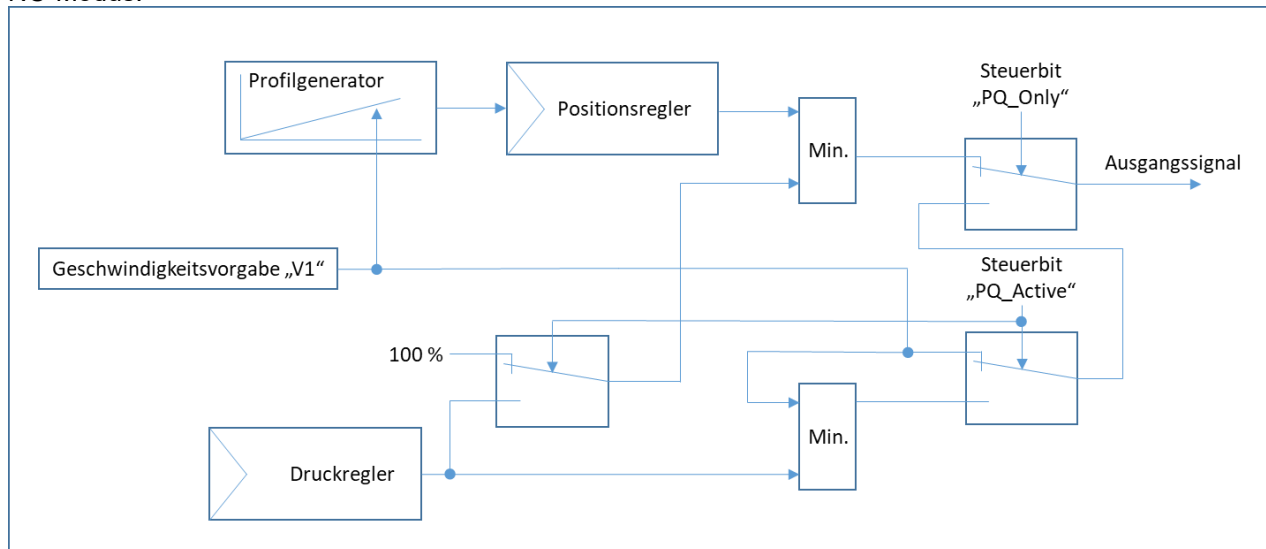 Profilgenerator
Positionsregler
Steuerbit
„PQ_Only“
Min.
Ausgangssignal
Geschwindigkeitsvorgabe „V1“
Steuerbit
„PQ_Active“
100 %
Min.
Druckregler